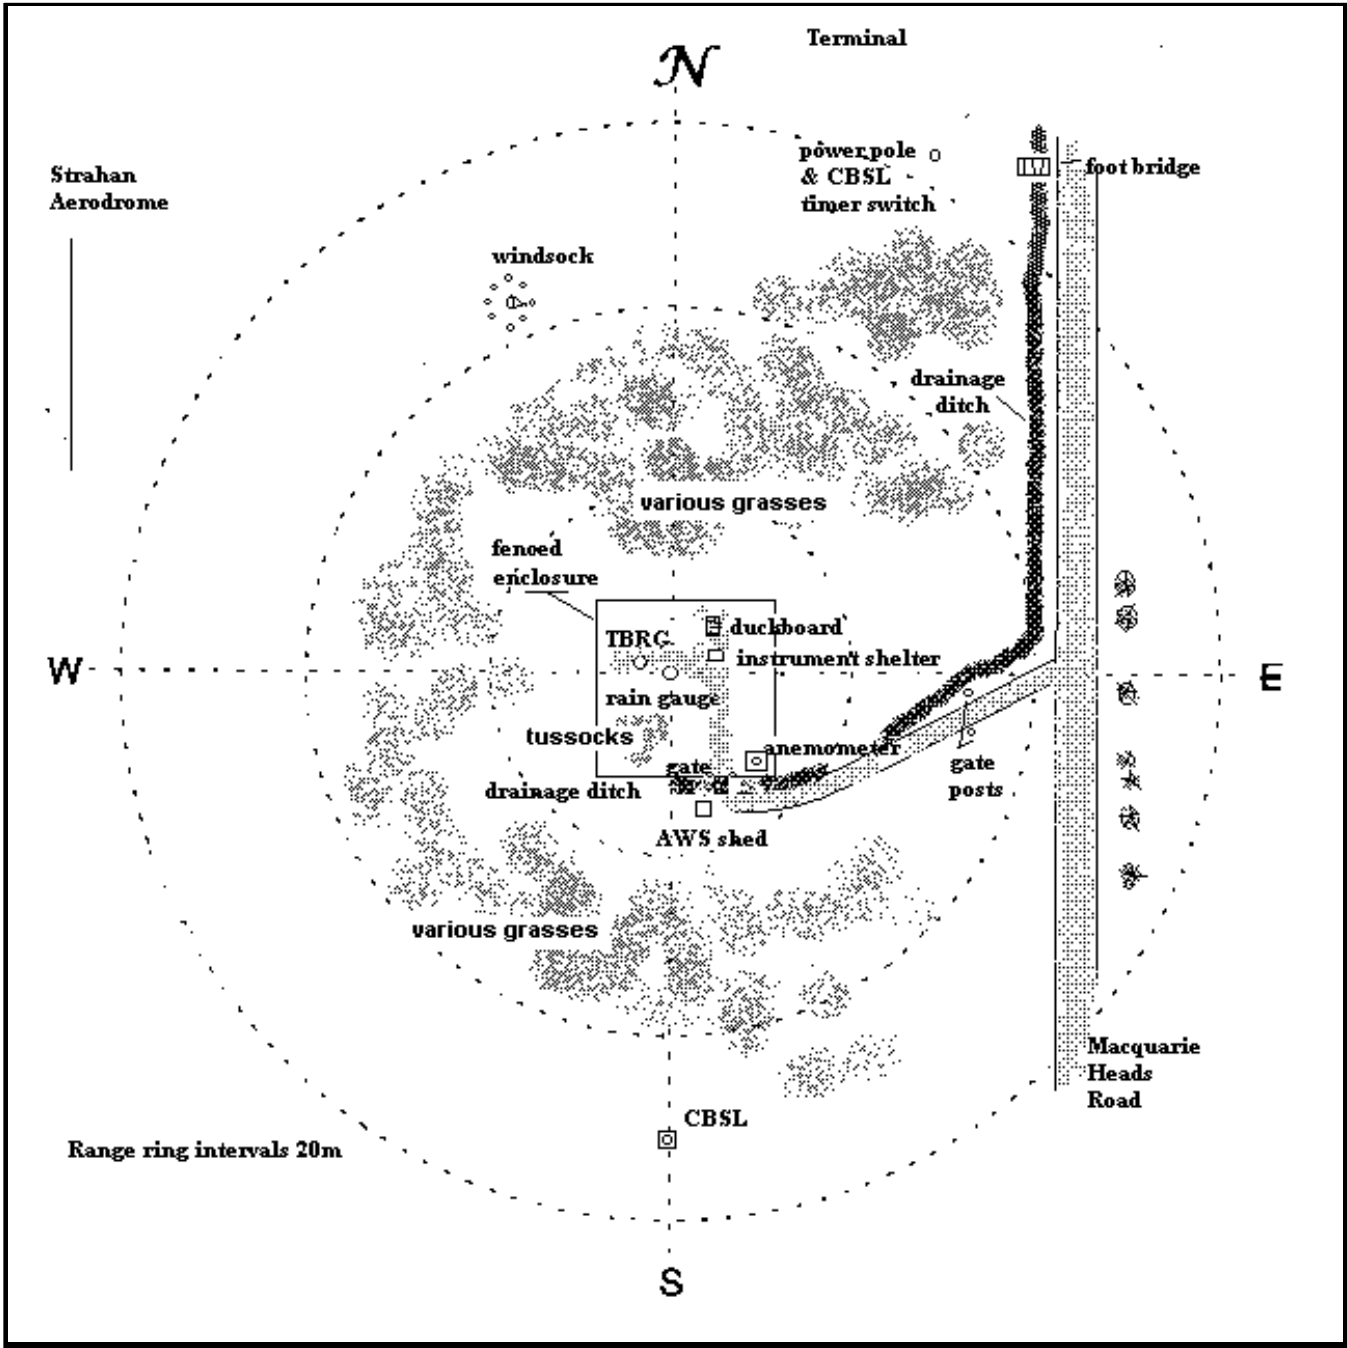 Terminal
N
power pole
& CBSL
timer switch
foot bridge
Strahan
Aerodrome
windsock
drainage
ditch
various grasses
fenoed
enclosure
TBRG
duckboard
instrument shelter
W
E
rain gauge
tussocks
anemometer
gate
gate
posts
drainage ditch
AWS shed
various grasses
Macquarie
Heads
Road
CBSL
Range ring intervals 20m
S